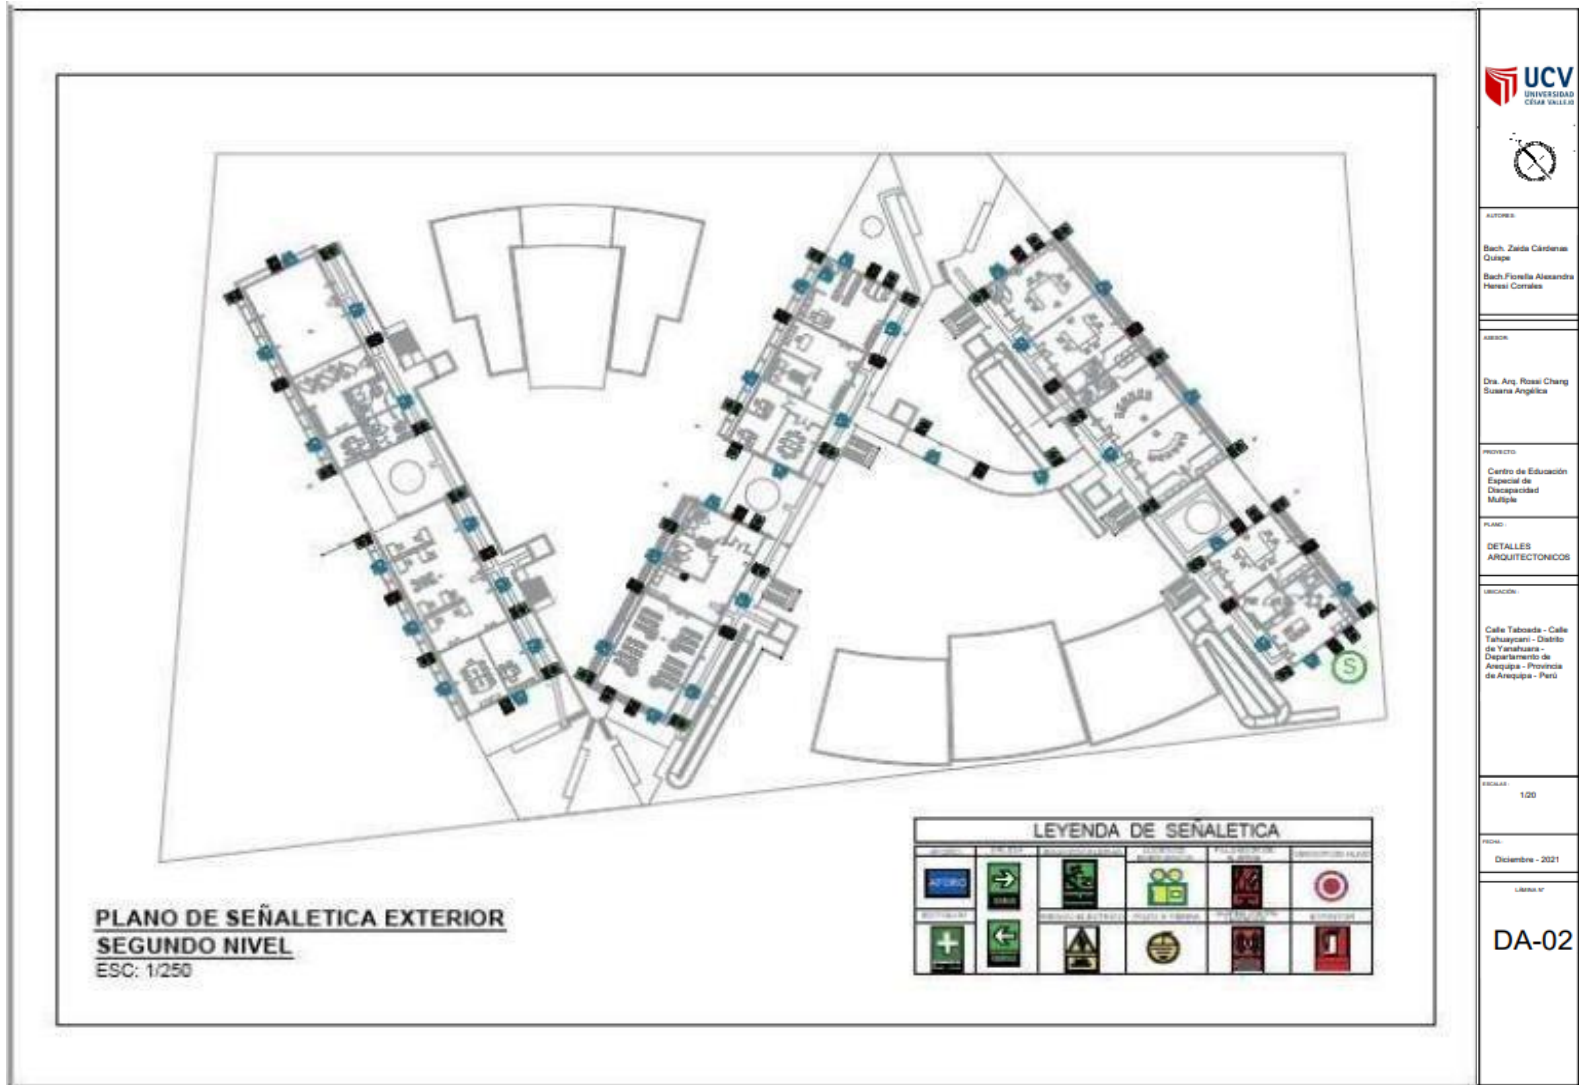 UCV
UNIVERSIDAD
CÉSAR VALLEJO
AUTORES:
Bach. Zaida Cárdenas
Quispe
Bach.Fiorella Alexandra
Heresi Corrales
ASESOR:
Dra. Arq. Rossi Chang
Susana Angélica
PROYECTO:
Centro de Educación
Especial de
Discapacidad
Multiple
PLANO :
DETALLES
ARQUITECTONICOS
UBICACIÓN :
Calle Taboada - Calle
Tahuaycani - Distrito
de Yanahuara -
Departamento de
Arequipa - Provincia
de Arequipa - Perú
ESCALAS :
1/20
FECHA:
Diciembre - 2021
LÁMINA Nº
DA-02
S
LEYENDA DE SEÑALETICA
AFORO
PLANO DE SEÑALETICA EXTERIOR
SEGUNDO NIVEL
ESC: 1/250